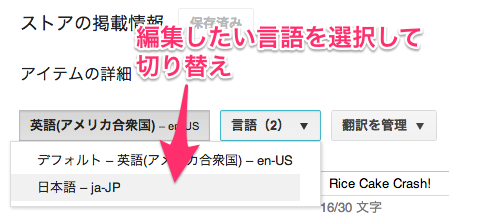 ストアの掲載情報 保存済み
編集したい言語を選択して
切り替え
アイテムの詳細
英語(アメリカ合衆国) – en-US 言語（2） ▼ 翻訳を管理 ▼
デフォルト – 英語(アメリカ合衆国) – en-US
日本語 – ja-JP
Rice Cake Crash!
16/30 文字